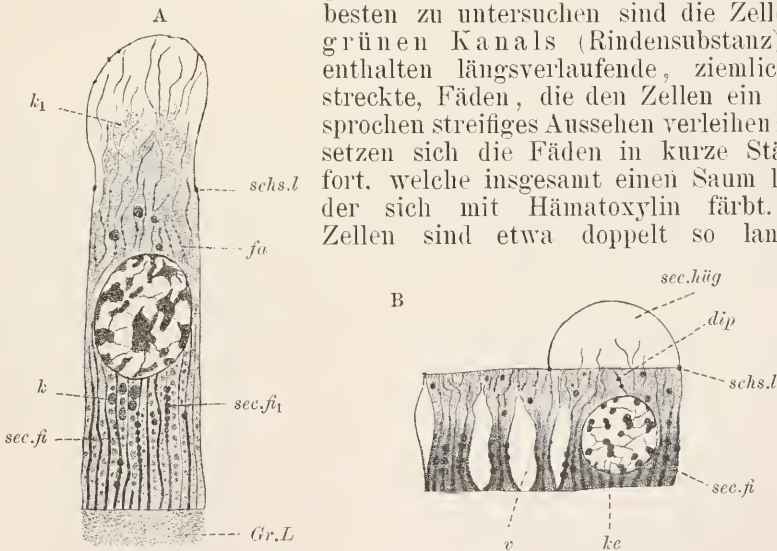 besten zu untersuchen sind die Zelle
grünen Kanals (Rindensubstanz)
enthalten längsverlaufende, ziemlic
streckte, Fäden, die den Zellen ein
sprochen streifiges Aussehen verleihen
setzen sich die Fäden in kurze Stä
fort. welche insgesamt einen Saum
der sich mit Hämatoxylin färbt.
Zellen sind etwa doppelt so lan
A
k₁
schs.l
fa
k
sec.fi₁
sec.fi
Gr.L
B
sec.hüg
dip
schs.l
sec.fi
v
ke